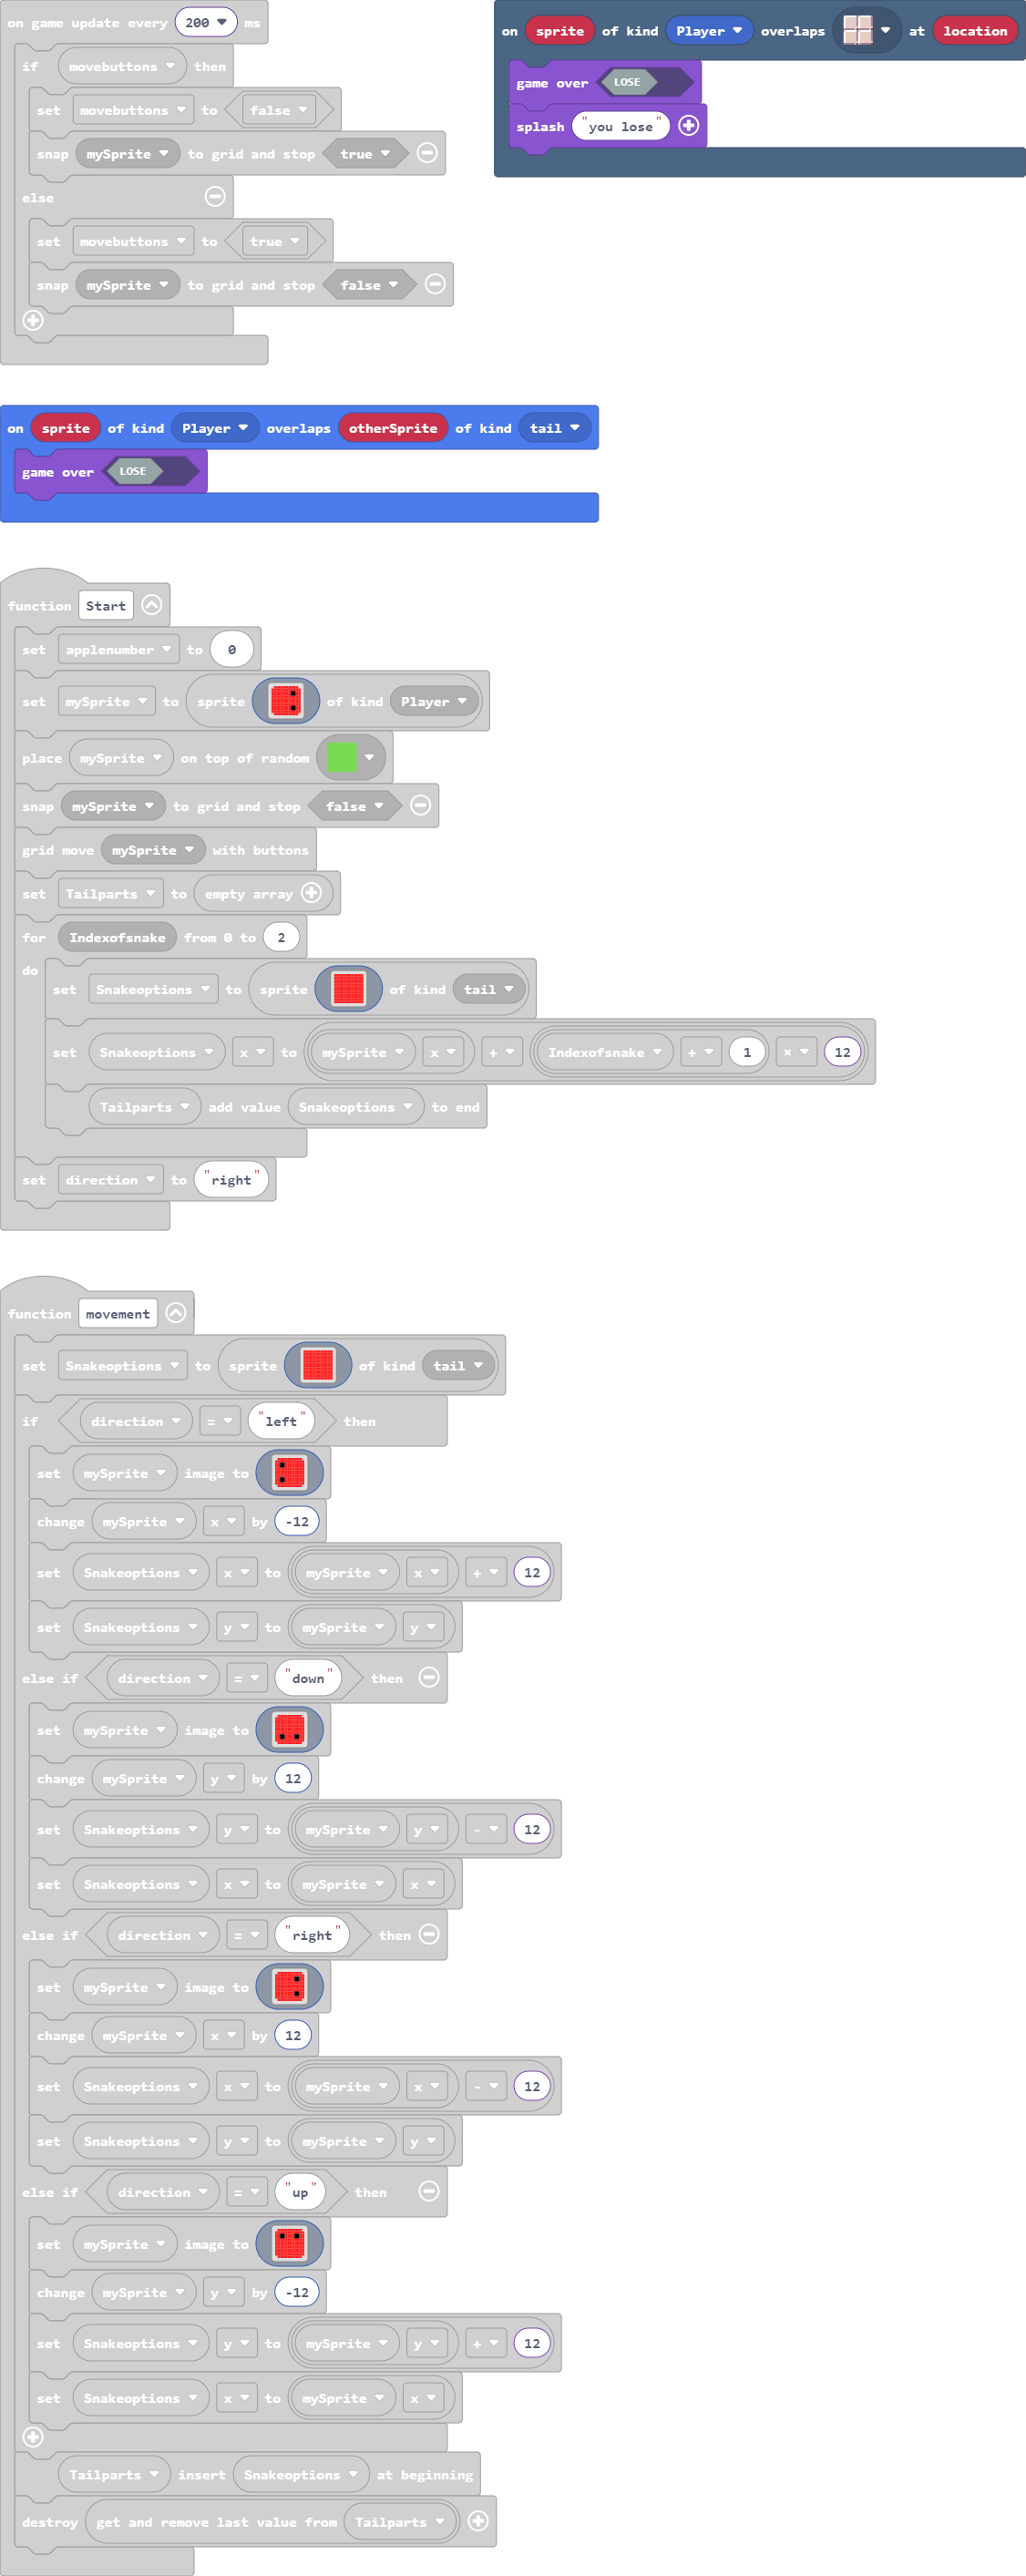 on game update every 200 ms
if movebuttons then
set movebuttons to false
snap mySprite to grid and stop true
else
set movebuttons to true
snap mySprite to grid and stop false
on sprite of kind Player overlaps at location
game over LOSE
splash "you lose"
on sprite of kind Player overlaps otherSprite of kind tail
game over LOSE
function Start
set applenumber to 0
set mySprite to sprite of kind Player
place mySprite on top of random
snap mySprite to grid and stop false
grid move mySprite with buttons
set Tailparts to empty array
for Indexofsnake from 0 to 2
do
set Snakeoptions to sprite of kind tail
set Snakeoptions x to mySprite x + Indexofsnake + 1 × 12
Tailparts add value Snakeoptions to end
set direction to "right"
function movement
set Snakeoptions to sprite of kind tail
if direction = "left" then
set mySprite image to
change mySprite x by -12
set Snakeoptions x to mySprite x + 12
set Snakeoptions y to mySprite y
else if direction = "down" then
set mySprite image to
change mySprite y by 12
set Snakeoptions y to mySprite y - 12
set Snakeoptions x to mySprite x
else if direction = "right" then
set mySprite image to
change mySprite x by 12
set Snakeoptions x to mySprite x - 12
set Snakeoptions y to mySprite y
else if direction = "up" then
set mySprite image to
change mySprite y by -12
set Snakeoptions y to mySprite y + 12
set Snakeoptions x to mySprite x
Tailparts insert Snakeoptions at beginning
destroy get and remove last value from Tailparts